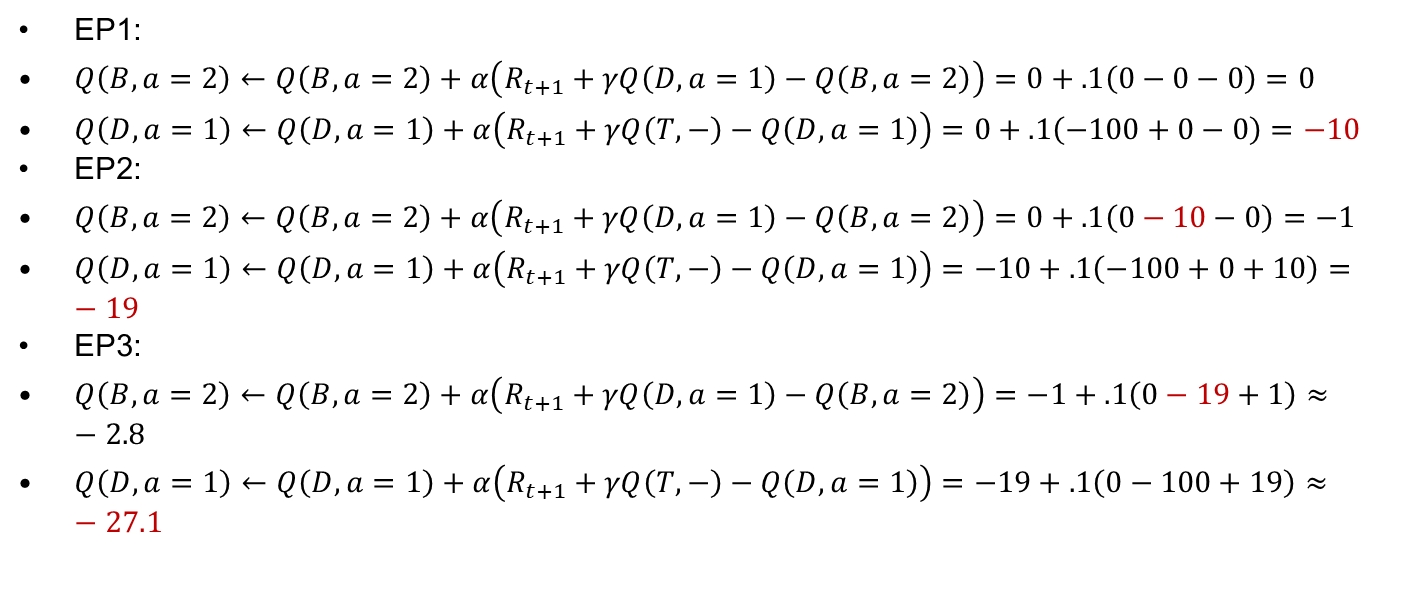 • EP1:
• Q(B, a = 2) ← Q(B, a = 2) + α(R_{t+1} + γQ(D, a = 1) − Q(B, a = 2)) = 0 + .1(0 − 0 − 0) = 0
• Q(D, a = 1) ← Q(D, a = 1) + α(R_{t+1} + γQ(T, −) − Q(D, a = 1)) = 0 + .1(−100 + 0 − 0) = −10
• EP2:
• Q(B, a = 2) ← Q(B, a = 2) + α(R_{t+1} + γQ(D, a = 1) − Q(B, a = 2)) = 0 + .1(0 − 10 − 0) = −1
• Q(D, a = 1) ← Q(D, a = 1) + α(R_{t+1} + γQ(T, −) − Q(D, a = 1)) = −10 + .1(−100 + 0 + 10) =
− 19
• EP3:
• Q(B, a = 2) ← Q(B, a = 2) + α(R_{t+1} + γQ(D, a = 1) − Q(B, a = 2)) = −1 + .1(0 − 19 + 1) ≈
− 2.8
• Q(D, a = 1) ← Q(D, a = 1) + α(R_{t+1} + γQ(T, −) − Q(D, a = 1)) = −19 + .1(0 − 100 + 19) ≈
− 27.1